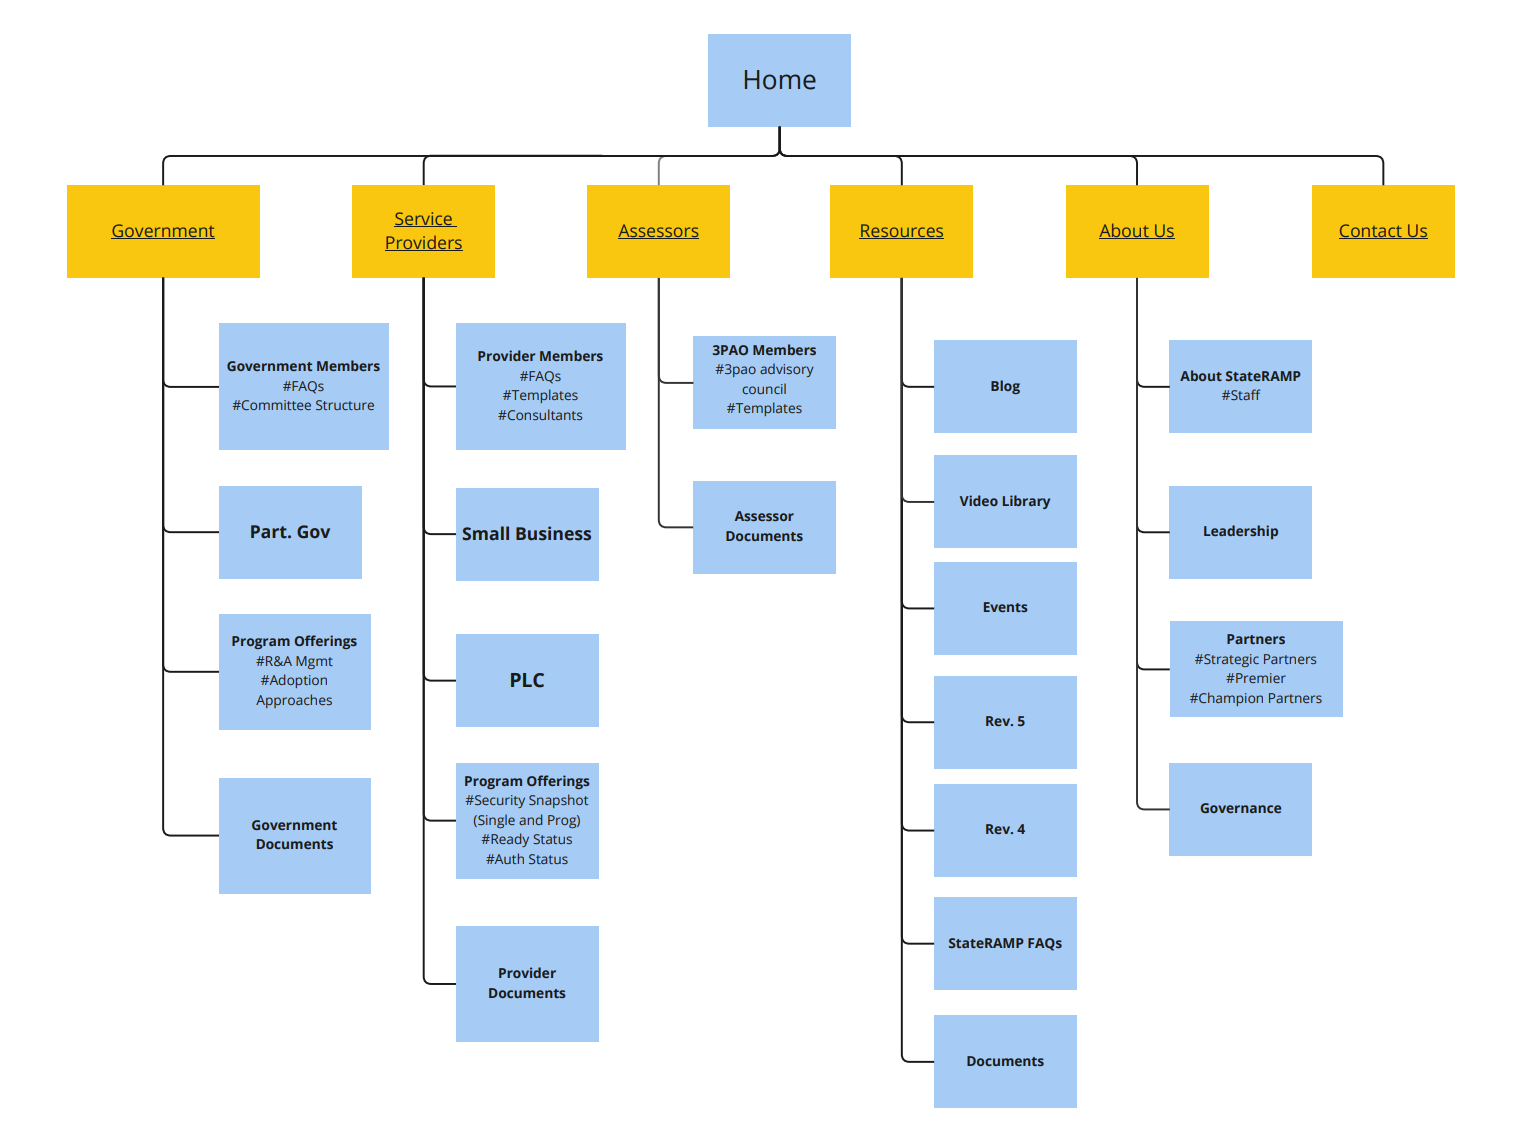 Home
Government
Service
Providers
Assessors
Resources
About Us
Contact Us
Government Members
#FAQs
#Committee Structure
Part. Gov
Program Offerings
#R&A Mgmt
#Adoption
Approaches
Government
Documents
Provider Members
#FAQs
#Templates
#Consultants
Small Business
PLC
Program Offerings
#Security Snapshot
(Single and Prog)
#Ready Status
#Auth Status
Provider
Documents
3PAO Members
#3pao advisory
council
#Templates
Assessor
Documents
Blog
Video Library
Events
Rev. 5
Rev. 4
StateRAMP FAQs
Documents
About StateRAMP
#Staff
Leadership
Partners
#Strategic Partners
#Premier
#Champion Partners
Governance